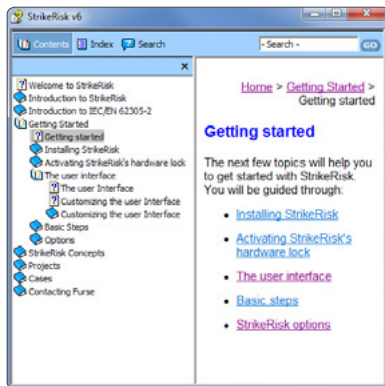 StrikeRisk v6
Contents Index Search
- Search - GO
Welcome to StrikeRisk
Introduction to StrikeRisk
Introduction to IEC/EN 62305-2
Getting Started
Getting started
Installing StrikeRisk
Activating StrikeRisk's hardware lock
The user interface
The user Interface
Customizing the user Interface
Customizing the user Interface
Basic Steps
Options
StrikeRisk Concepts
Projects
Cases
Contacting Furse
Home > Getting Started >
Getting started
Getting started
The next few topics will help you
to get started with StrikeRisk.
You will be guided through:
Installing StrikeRisk
Activating StrikeRisk's
hardware lock
The user interface
Basic steps
StrikeRisk options